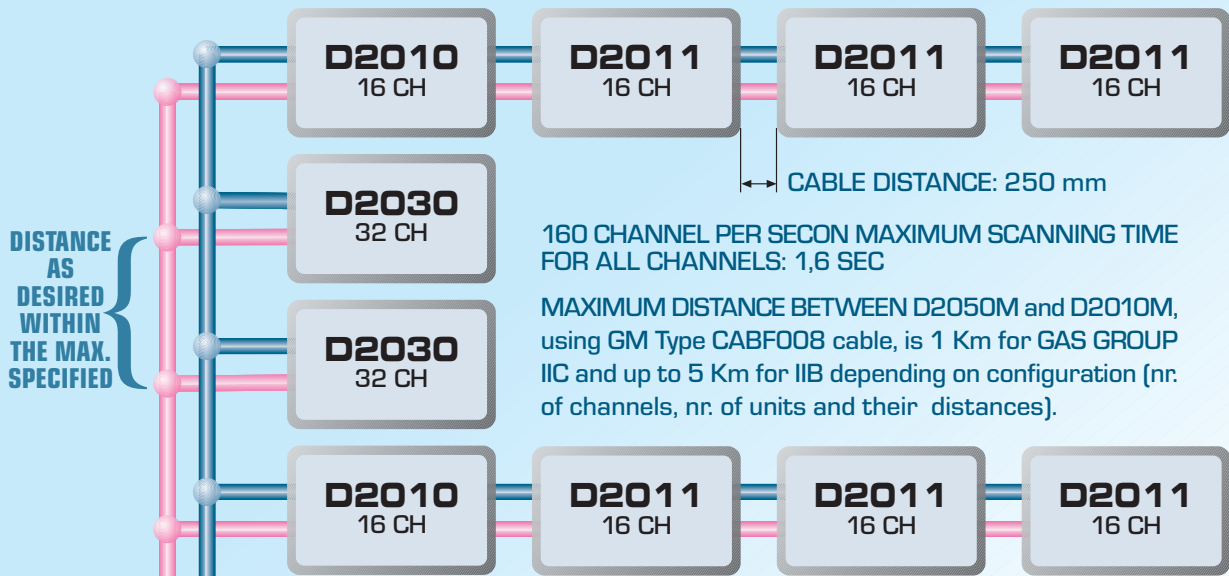 D2010
16 CH
D2011
16 CH
D2011
16 CH
D2011
16 CH
CABLE DISTANCE: 250 mm
D2030
32 CH
160 CHANNEL PER SECON MAXIMUM SCANNING TIME
FOR ALL CHANNELS: 1,6 SEC
DISTANCE
AS
DESIRED
WITHIN
THE MAX.
SPECIFIED
D2030
32 CH
MAXIMUM DISTANCE BETWEEN D2050M and D2010M,
using GM Type CABF008 cable, is 1 Km for GAS GROUP
IIC and up to 5 Km for IIB depending on configuration (nr.
of channels, nr. of units and their distances).
D2010
16 CH
D2011
16 CH
D2011
16 CH
D2011
16 CH